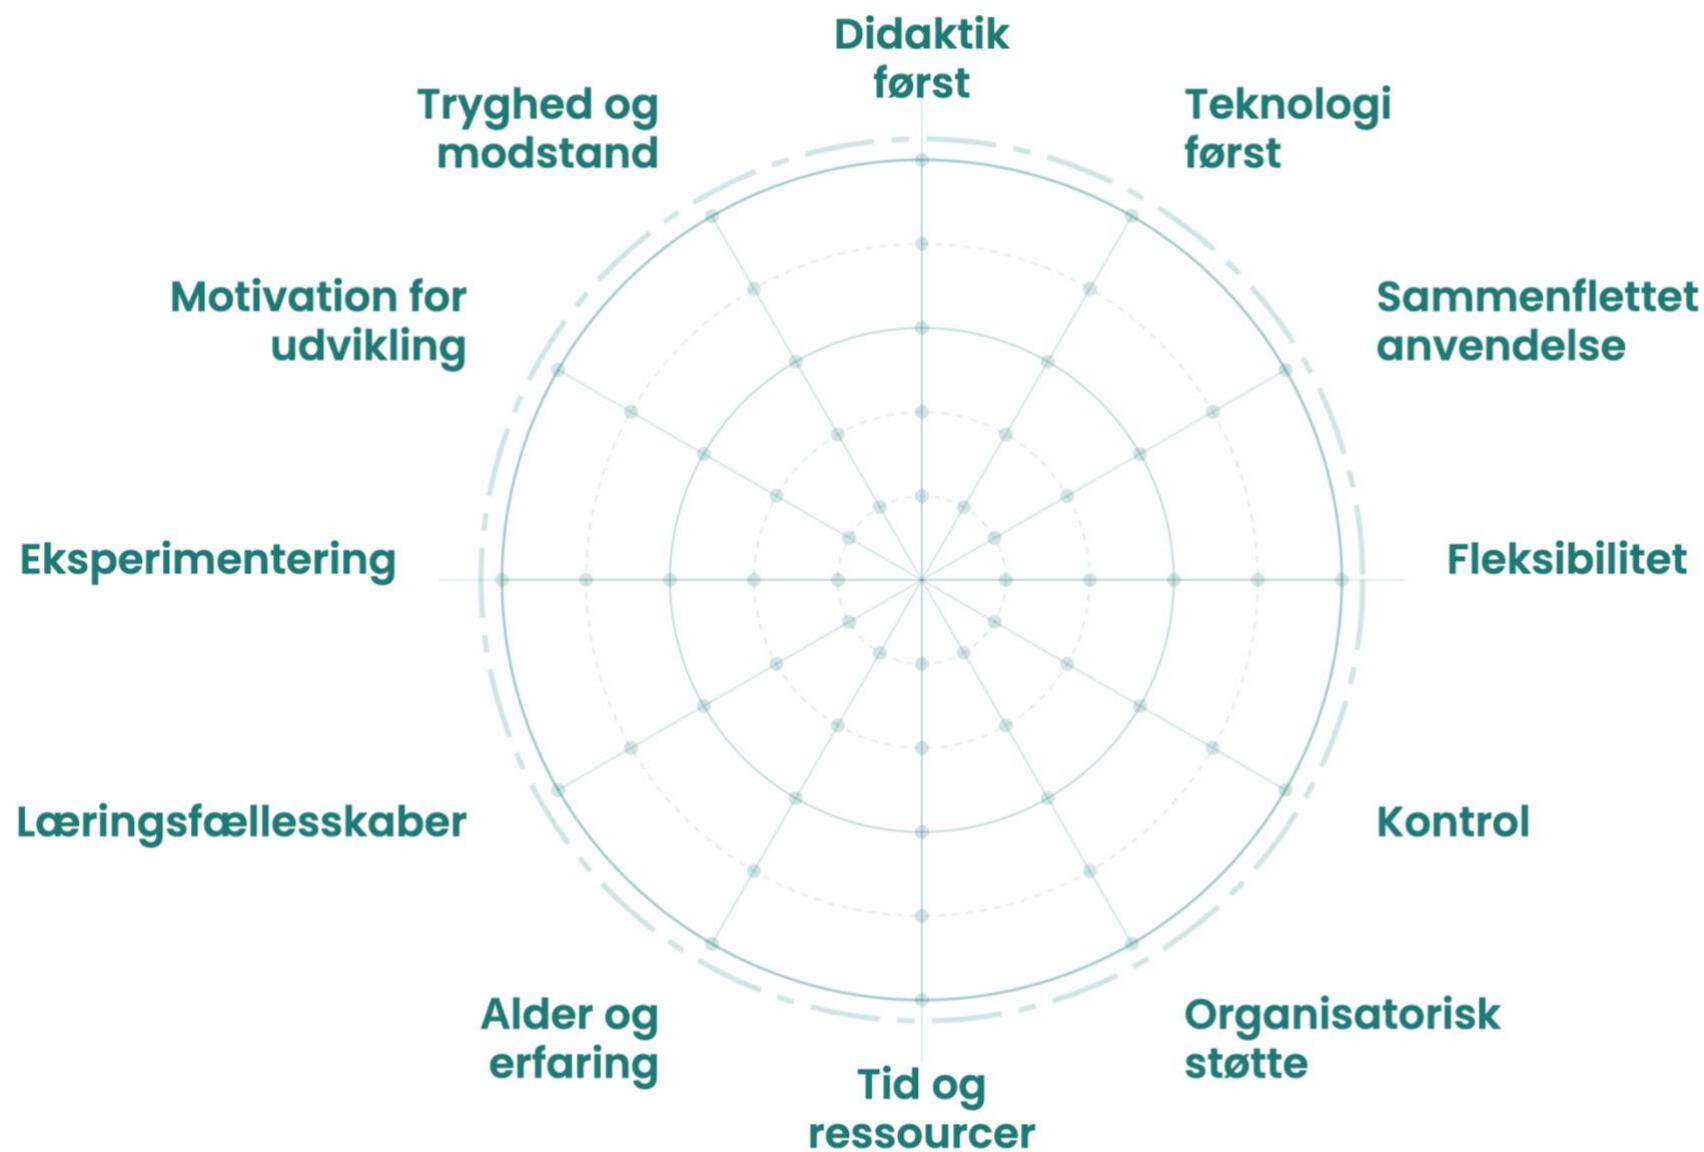 Didaktik
først
Teknologi
først
Sammenflettet
anvendelse
Fleksibilitet
Kontrol
Organisatorisk
støtte
Tid og
ressourcer
Alder og
erfaring
Læringsfællesskaber
Eksperimentering
Motivation for
udvikling
Tryghed og
modstand